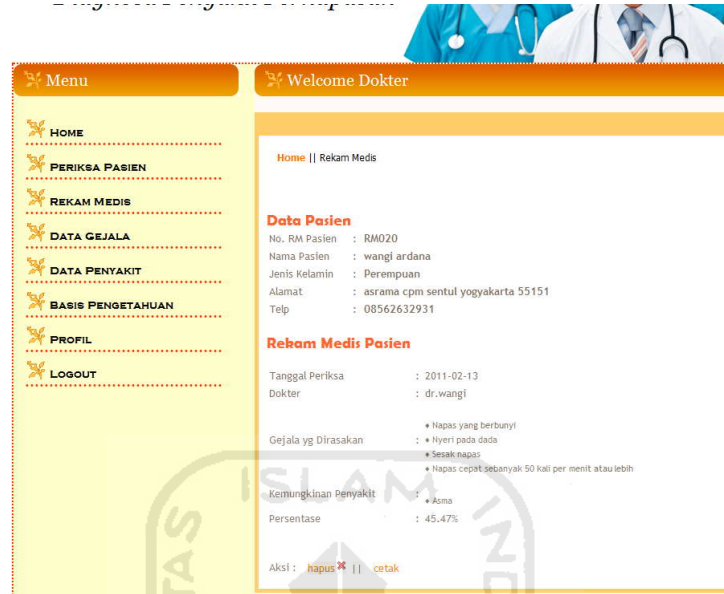 Menu
Welcome Dokter
HOME
PERIKSA PASIEN
REKAM MEDIS
DATA GEJALA
DATA PENYAKIT
BASIS PENGETAHUAN
PROFIL
LOGOUT
Home || Rekam Medis
Data Pasien
No. RM Pasien : RM020
Nama Pasien : wangi ardana
Jenis Kelamin : Perempuan
Alamat : asrama cpm sentul yogyakarta 55151
Telp : 08562632931
Rekam Medis Pasien
Tanggal Periksa : 2011-02-13
Dokter : dr.wangi
Gejala yg Dirasakan :
♦ Napas yang berbunyi
♦ Nyeri pada dada
♦ Sesak napas
♦ Napas cepat sebanyak 50 kali per menit atau lebih
Kemungkinan Penyakit : ♦ Asma
Persentase : 45.47%
Aksi : hapus || cetak
ISLAM